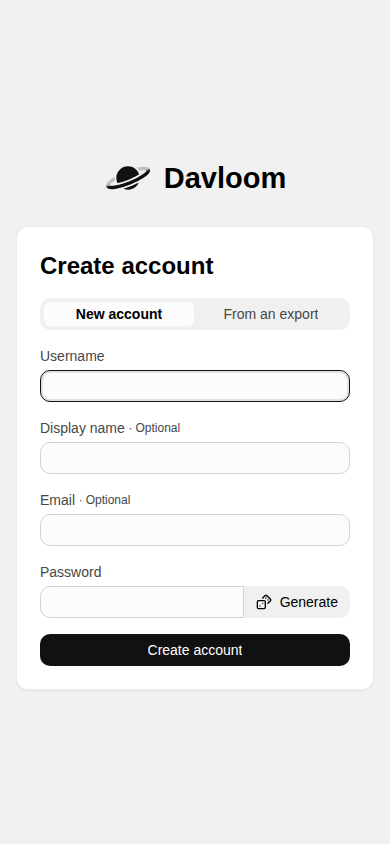 Davloom
Create account
New account
From an export
Username
Display name · Optional
Email · Optional
Password
Generate
Create account